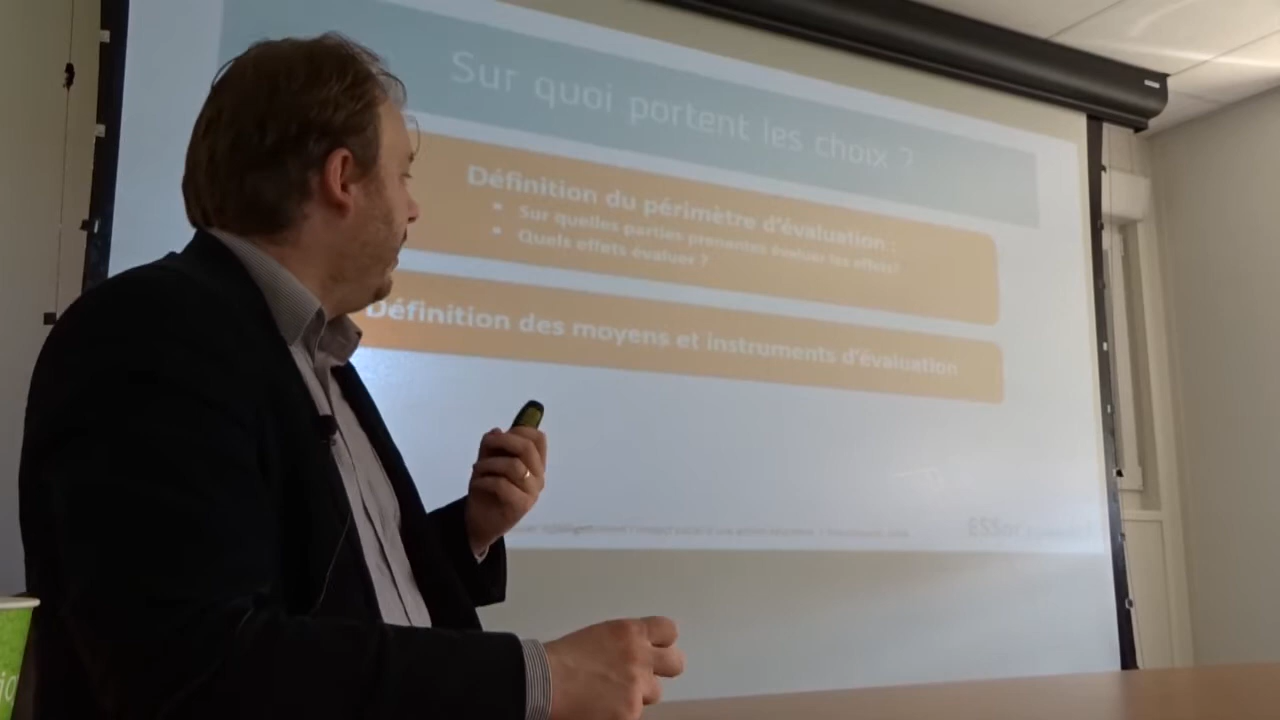 Sur quoi portent les choix ?
Définition du périmètre d'évaluation :
▪ Sur quelles parties prenantes évaluer les effets?
▪ Quels effets évaluer ?
Définition des moyens et instruments d'évaluation